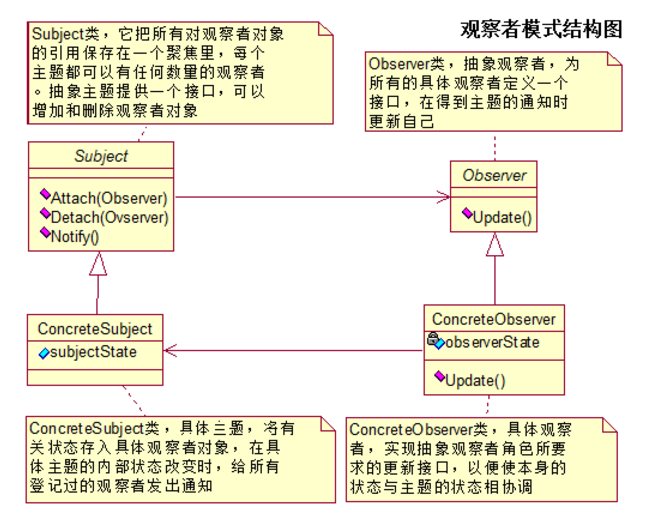 观察者模式结构图
Subject类，它把所有对观察者对象
的引用保存在一个聚焦里，每个
主题都可以有任何数量的观察者
。抽象主题提供一个接口，可以
增加和删除观察者对象
Observer类，抽象观察者，为
所有的具体观察者定义一个
接口，在得到主题的通知时
更新自己
Subject
Attach(Observer)
Detach(Ovserver)
Notify()
Observer
Update()
ConcreteSubject
subjectState
ConcreteObserver
observerState
Update()
ConcreteSubject类，具体主题，将有
关状态存入具体观察者对象，在具
体主题的内部状态改变时，给所有
登记过的观察者发出通知
ConcreteObserver类，具体观察
者，实现抽象观察者角色所要
求的更新接口，以便使本身的
状态与主题的状态相协调